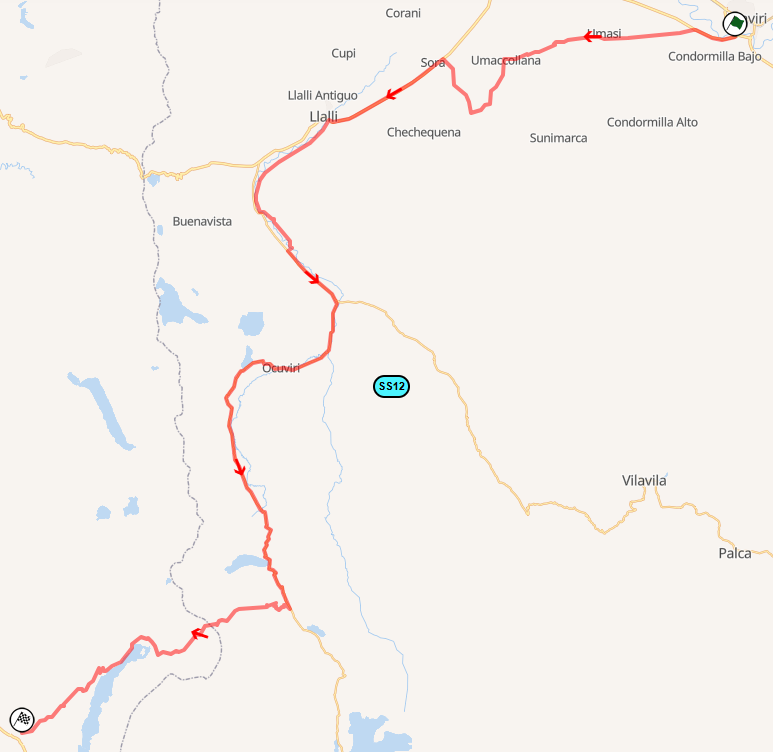 Corani
Umasi
Cupi
Condormilla Bajo
Sora
Umaccollana
Llalli Antiguo
Llalli
Condormilla Alto
Chechequena
Sunimarca
Buenavista
Ocuviri
SS12
Vilavila
Palca